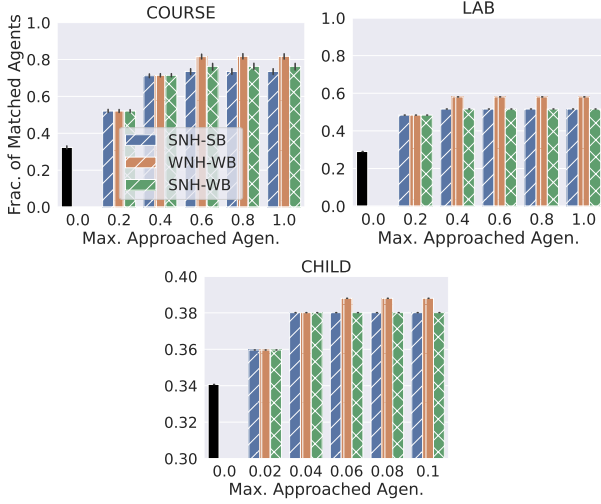 COURSE
Frac. of Matched Agents
1.0
0.8
0.6
0.4
0.2
0.0
SNH-SB
WNH-WB
SNH-WB
0.0 0.2 0.4 0.6 0.8 1.0
Max. Approached Agen.
LAB
1.0
0.8
0.6
0.4
0.2
0.0
0.0 0.2 0.4 0.6 0.8 1.0
Max. Approached Agen.
CHILD
0.40
0.38
0.36
0.34
0.32
0.30
0.0 0.02 0.04 0.06 0.08 0.1
Max. Approached Agen.